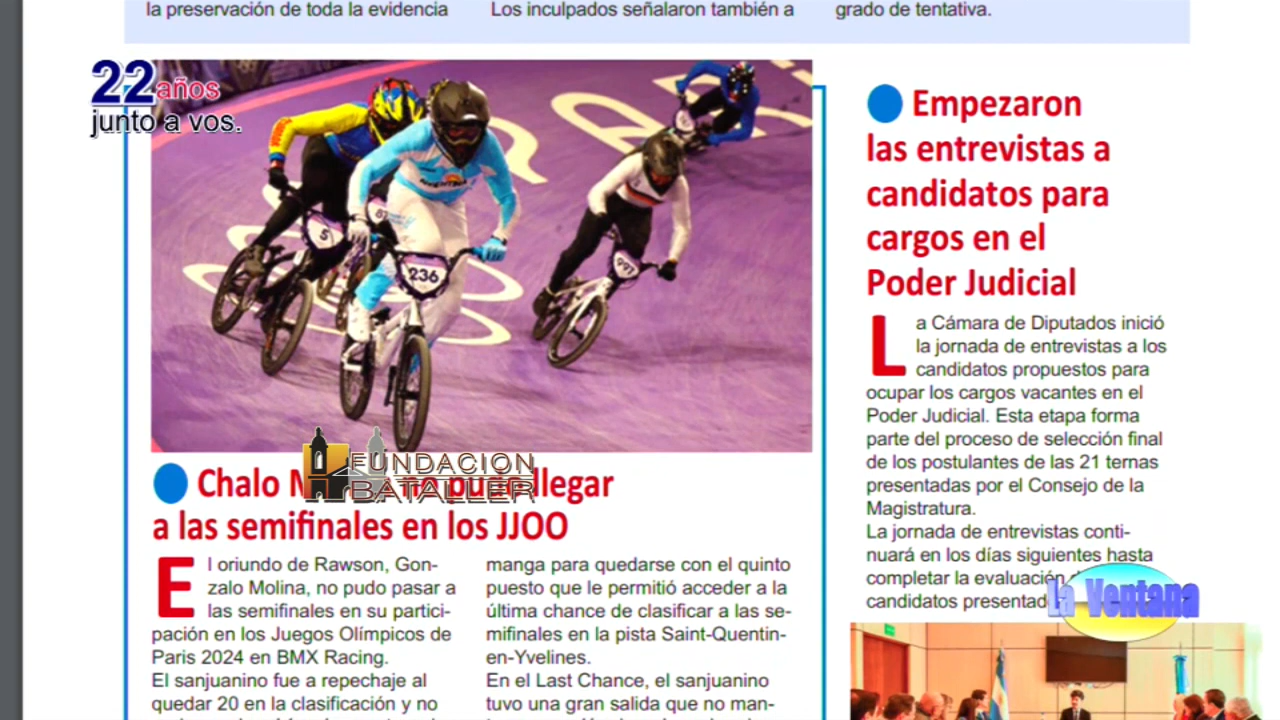 la preservación de toda la evidencia
Los inculpados señalaron también a
grado de tentativa.
22 años
junto a vos.
5
8
236
997
Chalo no pudo llegar
a las semifinales en los JJOO
FUNDACION
BATALLER
El oriundo de Rawson, Gon-
zalo Molina, no pudo pasar a
las semifinales en su partici-
pación en los Juegos Olímpicos de
Paris 2024 en BMX Racing.
El sanjuanino fue a repechaje al
quedar 20 en la clasificación y no
manga para quedarse con el quinto
puesto que le permitió acceder a la
última chance de clasificar a las se-
mifinales en la pista Saint-Quentin-
en-Yvelines.
En el Last Chance, el sanjuanino
tuvo una gran salida que no man-
Empezaron
las entrevistas a
candidatos para
cargos en el
Poder Judicial
La Cámara de Diputados inició
la jornada de entrevistas a los
candidatos propuestos para
ocupar los cargos vacantes en el
Poder Judicial. Esta etapa forma
parte del proceso de selección final
de los postulantes de las 21 ternas
presentadas por el Consejo de la
Magistratura.
La jornada de entrevistas conti-
nuará en los días siguientes hasta
completar la evaluación
candidatos
La Ventana